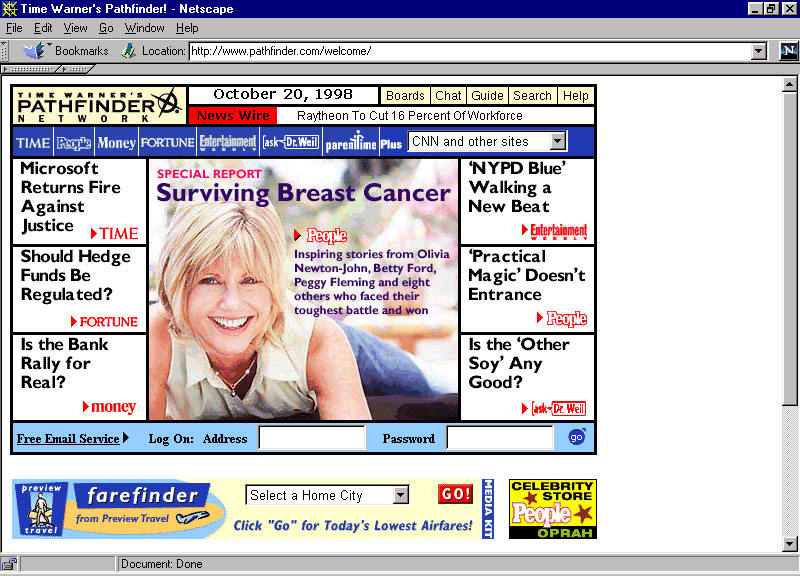 Time Warner's Pathfinder! - Netscape
File Edit View Go Window Help
Bookmarks Location: http://www.pathfinder.com/welcome/
N
TIME WARNER'S
PATHFINDER
NETWORK
October 20, 1998
Boards Chat Guide Search Help
News Wire Raytheon To Cut 16 Percent Of Workforce
TIME People Money FORTUNE Entertainment WEEKLY ask Dr. Weil parentTime Plus CNN and other sites
Microsoft
Returns Fire
Against
Justice
TIME
Should Hedge
Funds Be
Regulated?
FORTUNE
Is the Bank
Rally for
Real?
money
SPECIAL REPORT
Surviving Breast Cancer
People
Inspiring stories from Olivia
Newton-John, Betty Ford,
Peggy Fleming and eight
others who faced their
toughest battle and won
'NYPD Blue'
Walking a
New Beat
Entertainment
WEEKLY
'Practical
Magic' Doesn't
Entrance
People
Is the 'Other
Soy' Any
Good?
ask Dr. Weil
Free Email Service Log On: Address Password go
preview
travel
farefinder
from Preview Travel
Select a Home City GO!
Click "Go" for Today's Lowest Airfares!
MEDIA KIT
CELEBRITY
STORE
People
OPRAH
Document: Done